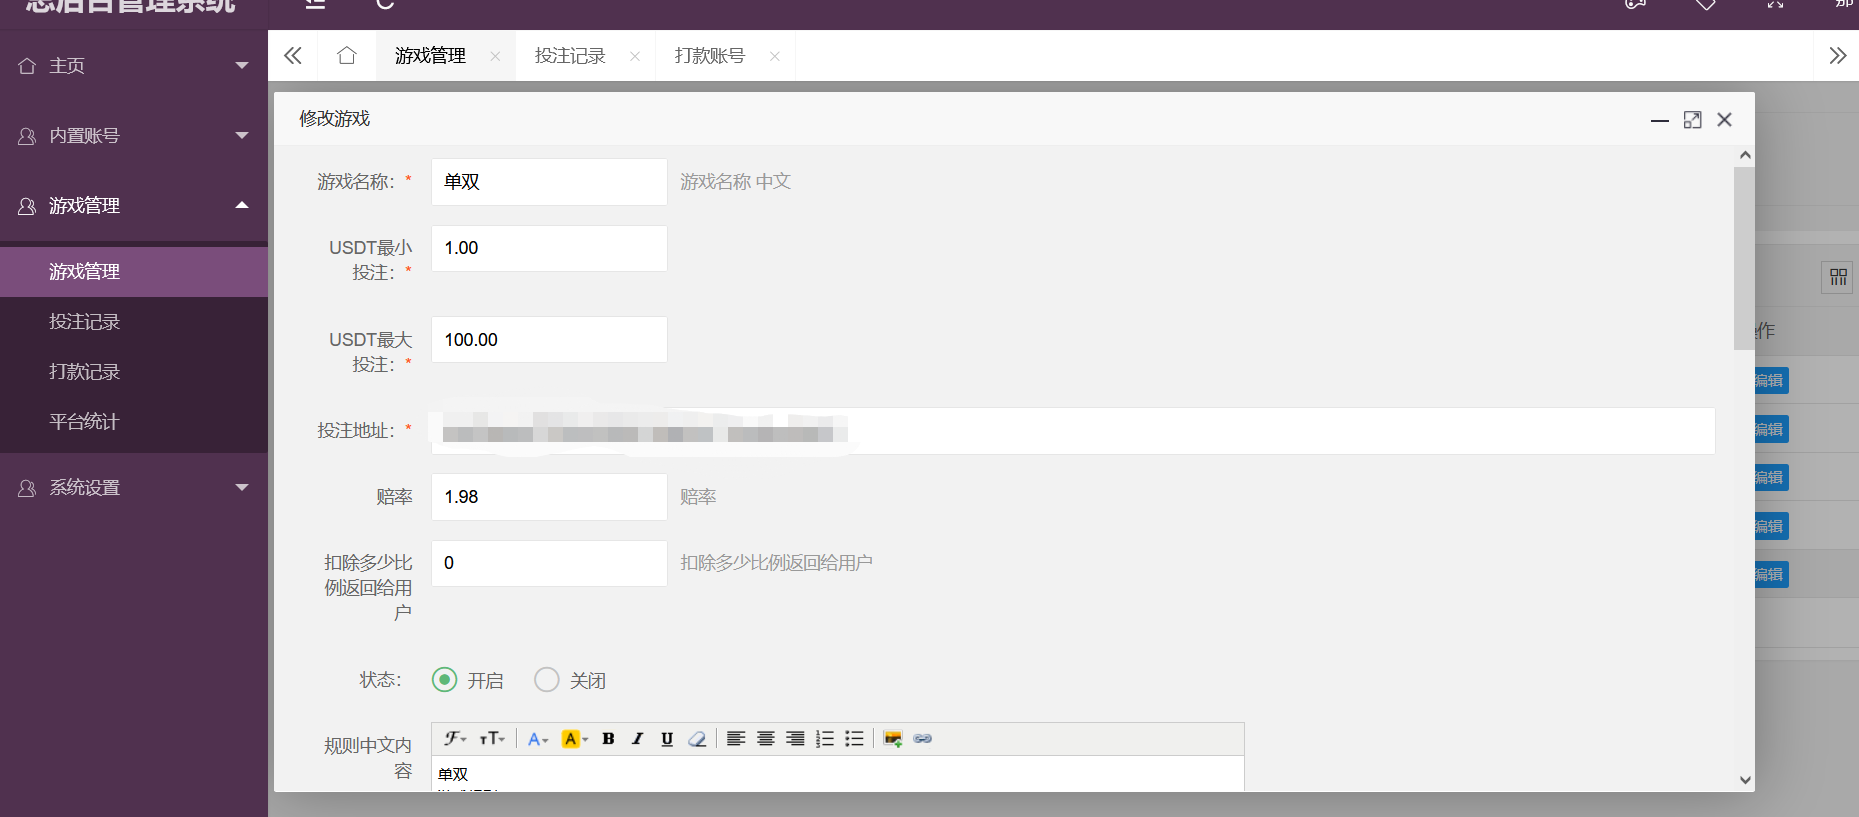 后台管理系统
主页
内置账号
游戏管理
游戏管理
投注记录
打款记录
平台统计
系统设置
游戏管理
投注记录
打款账号
修改游戏
游戏名称： * 单双 游戏名称 中文
USDT最小
投注： * 1.00
USDT最大
投注： * 100.00
投注地址： *
赔率 1.98 赔率
扣除多少比
例返回给用
户
0 扣除多少比例返回给用户
状态： 开启 关闭
规则中文内
容
单双
作
编辑
编辑
编辑
编辑
编辑